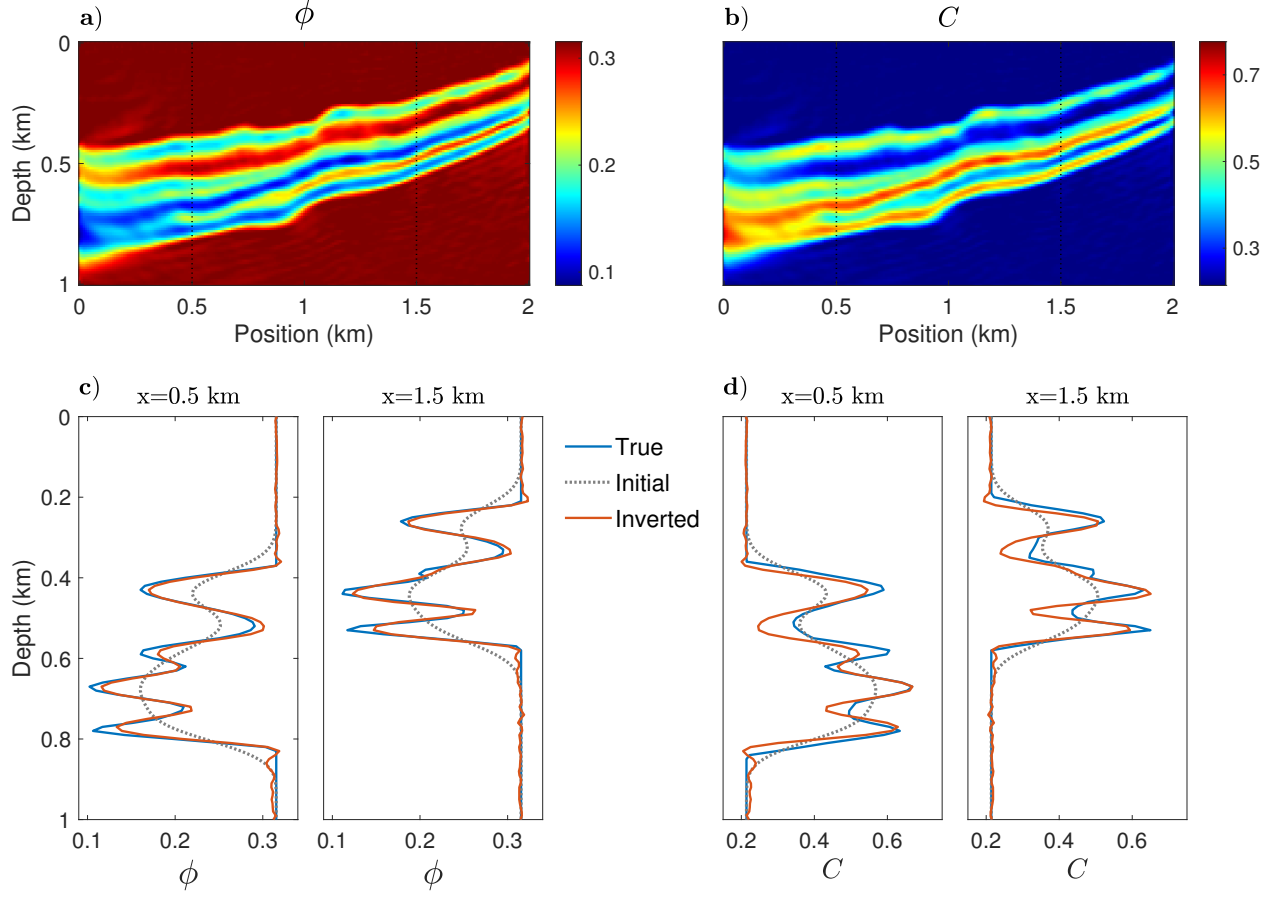 a) ϕ
0
0.5
1
Depth (km)
0 0.5 1 1.5 2
Position (km)
0.3
0.2
0.1
b) C
0 0.5 1 1.5 2
Position (km)
0.7
0.5
0.3
c)
x=0.5 km x=1.5 km
0
0.2
0.4
0.6
0.8
1
Depth (km)
0.1 0.2 0.3 0.1 0.2 0.3
ϕ ϕ
True
Initial
Inverted
d)
x=0.5 km x=1.5 km
0.2 0.4 0.6 0.2 0.4 0.6
C C